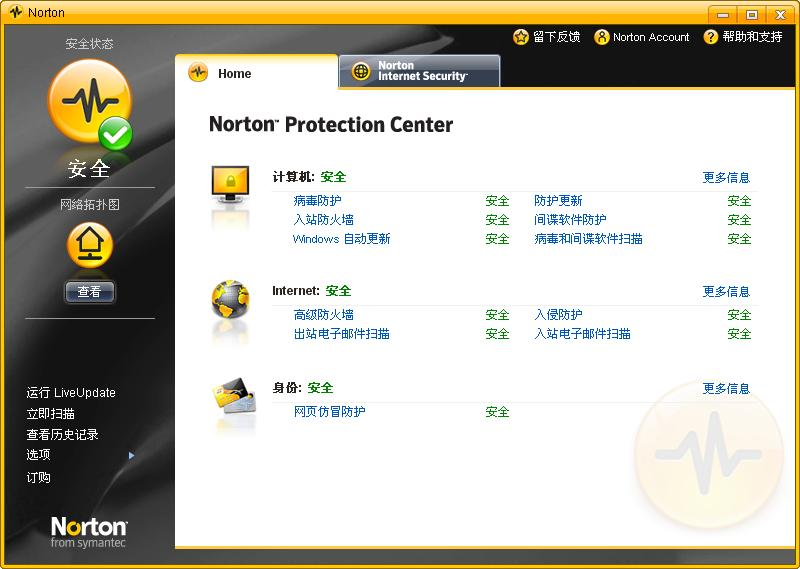 Norton
留下反馈 Norton Account 帮助和支持
安全状态
安全
网络拓扑图
查看
运行 LiveUpdate
立即扫描
查看历史记录
选项
订购
Norton
from symantec
Home
Norton
Internet Security
Norton™ Protection Center
计算机: 安全 更多信息
病毒防护 安全 防护更新 安全
入站防火墙 安全 间谍软件防护 安全
Windows 自动更新 安全 病毒和间谍软件扫描 安全
Internet: 安全 更多信息
高级防火墙 安全 入侵防护 安全
出站电子邮件扫描 安全 入站电子邮件扫描 安全
身份: 安全 更多信息
网页仿冒防护 安全